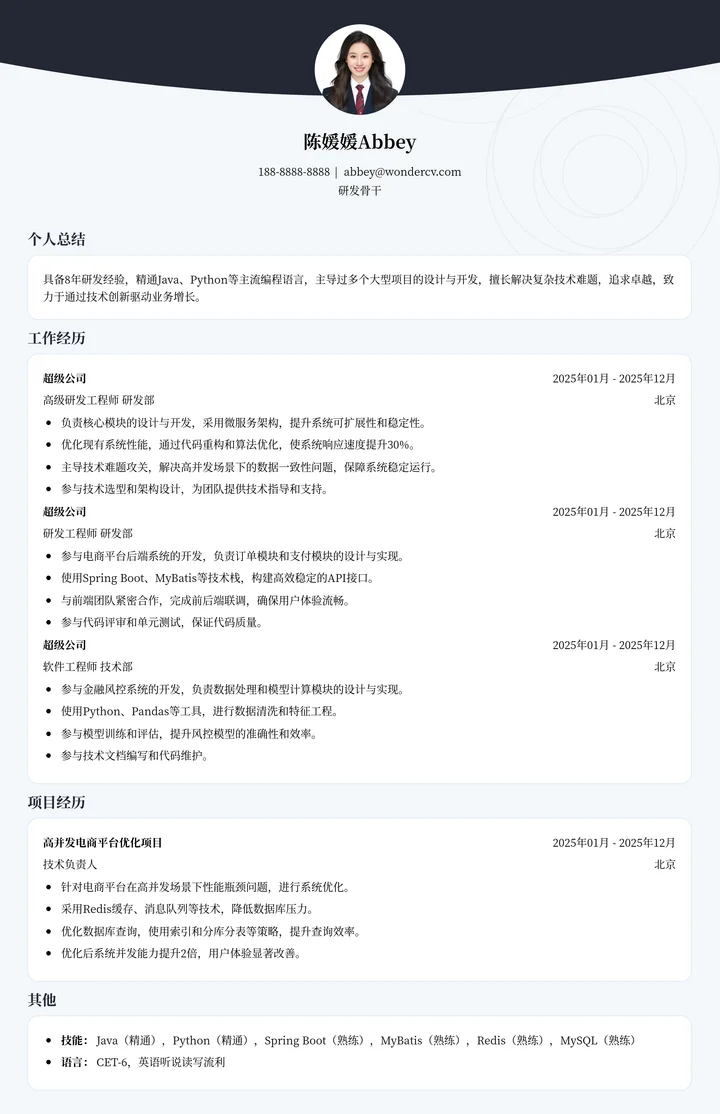 陈媛媛Abbey
188-8888-8888 | abbey@wondercv.com
研发骨干
个人总结
具备8年研发经验，精通Java、Python等主流编程语言，主导过多个大型项目的设计与开发，擅长解决复杂技术难题，追求卓越，致
力于通过技术创新驱动业务增长。
工作经历
超级公司 2025年01月 - 2025年12月
高级研发工程师 研发部 北京
• 负责核心模块的设计与开发，采用微服务架构，提升系统可扩展性和稳定性。
• 优化现有系统性能，通过代码重构和算法优化，使系统响应速度提升30%。
• 主导技术难题攻关，解决高并发场景下的数据一致性问题，保障系统稳定运行。
• 参与技术选型和架构设计，为团队提供技术指导和支持。
超级公司 2025年01月 - 2025年12月
研发工程师 研发部 北京
• 参与电商平台后端系统的开发，负责订单模块和支付模块的设计与实现。
• 使用Spring Boot、MyBatis等技术栈，构建高效稳定的API接口。
• 与前端团队紧密合作，完成前后端联调，确保用户体验流畅。
• 参与代码评审和单元测试，保证代码质量。
超级公司 2025年01月 - 2025年12月
软件工程师 技术部 北京
• 参与金融风控系统的开发，负责数据处理和模型计算模块的设计与实现。
• 使用Python、Pandas等工具，进行数据清洗和特征工程。
• 参与模型训练和评估，提升风控模型的准确性和效率。
• 参与技术文档编写和代码维护。
项目经历
高并发电商平台优化项目 2025年01月 - 2025年12月
技术负责人 北京
• 针对电商平台在高并发场景下性能瓶颈问题，进行系统优化。
• 采用Redis缓存、消息队列等技术，降低数据库压力。
• 优化数据库查询，使用索引和分库分表等策略，提升查询效率。
• 优化后系统并发能力提升2倍，用户体验显著改善。
其他
• 技能： Java（精通），Python（精通），Spring Boot（熟练），MyBatis（熟练），Redis（熟练），MySQL（熟练）
• 语言： CET-6，英语听说读写流利